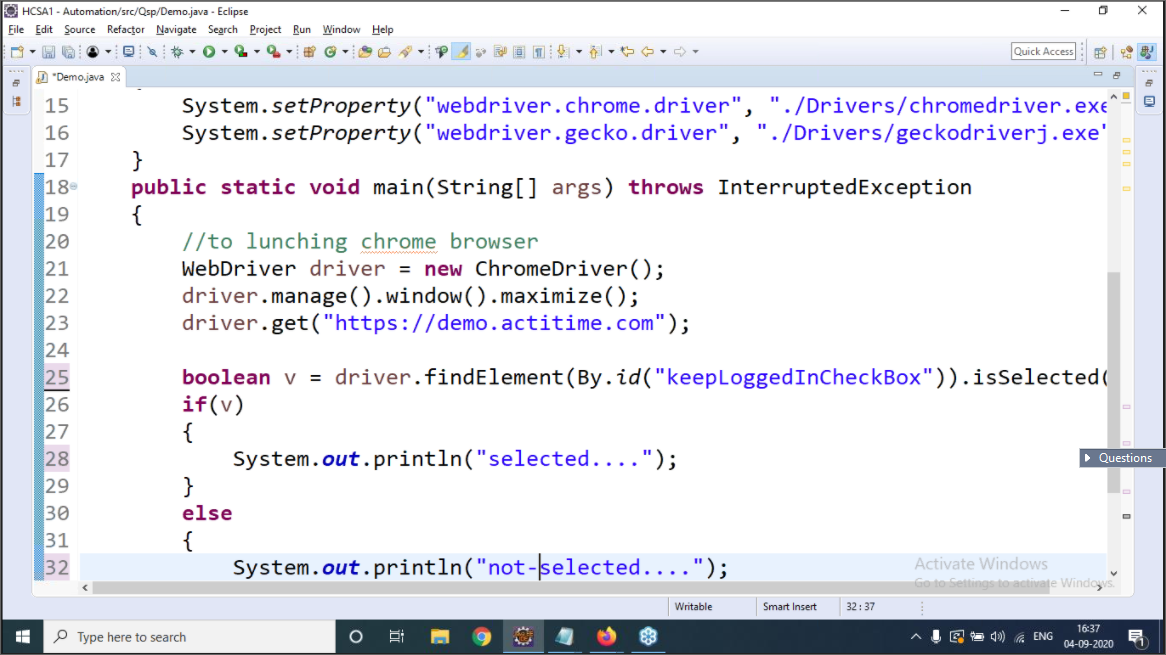 HCSA1 - Automation/src/Qsp/Demo.java - Eclipse
File Edit Source Refactor Navigate Search Project Run Window Help
Quick Access
*Demo.java
15 System.setProperty("webdriver.chrome.driver", "./Drivers/chromedriver.exe
16 System.setProperty("webdriver.gecko.driver", "./Drivers/geckodriverj.exe"
17 }
18 public static void main(String[] args) throws InterruptedException
19 {
20 //to lunching chrome browser
21 WebDriver driver = new ChromeDriver();
22 driver.manage().window().maximize();
23 driver.get("https://demo.actitime.com");
24
25 boolean v = driver.findElement(By.id("keepLoggedInCheckBox")).isSelected(
26 if(v)
27 {
28 System.out.println("selected....");
29 }
30 else
31 {
32 System.out.println("not-selected....");
Questions
Activate Windows
Go to Settings to activate Windows.
Writable Smart Insert 32 : 37
Type here to search
ENG
16:37
04-09-2020
1